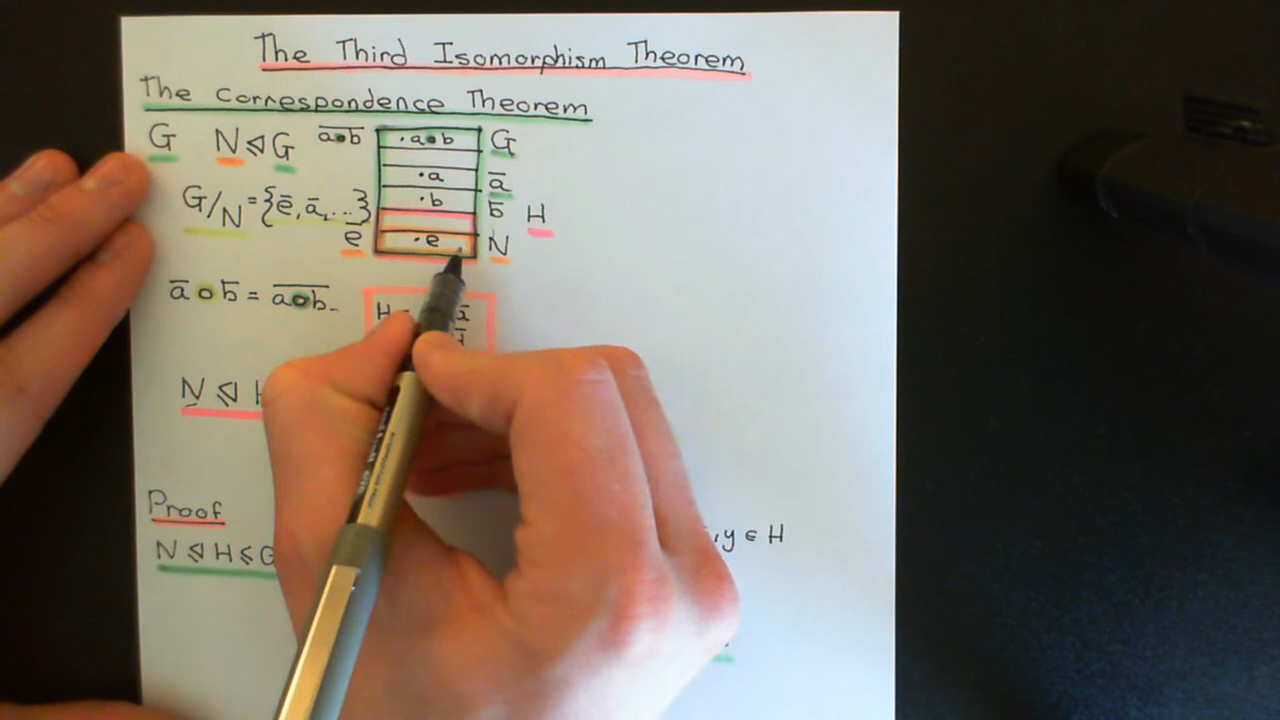 The Third Isomorphism Theorem
The Correspondence Theorem
G N ⊲ G a∘b ·a∘b G
·a a
G/N = {e, a, ...} ·b b H
e ·e N
a ∘ b = a∘b
H
N ⊴ H
Proof
N ⊴ H ≤ G , y ∈ H